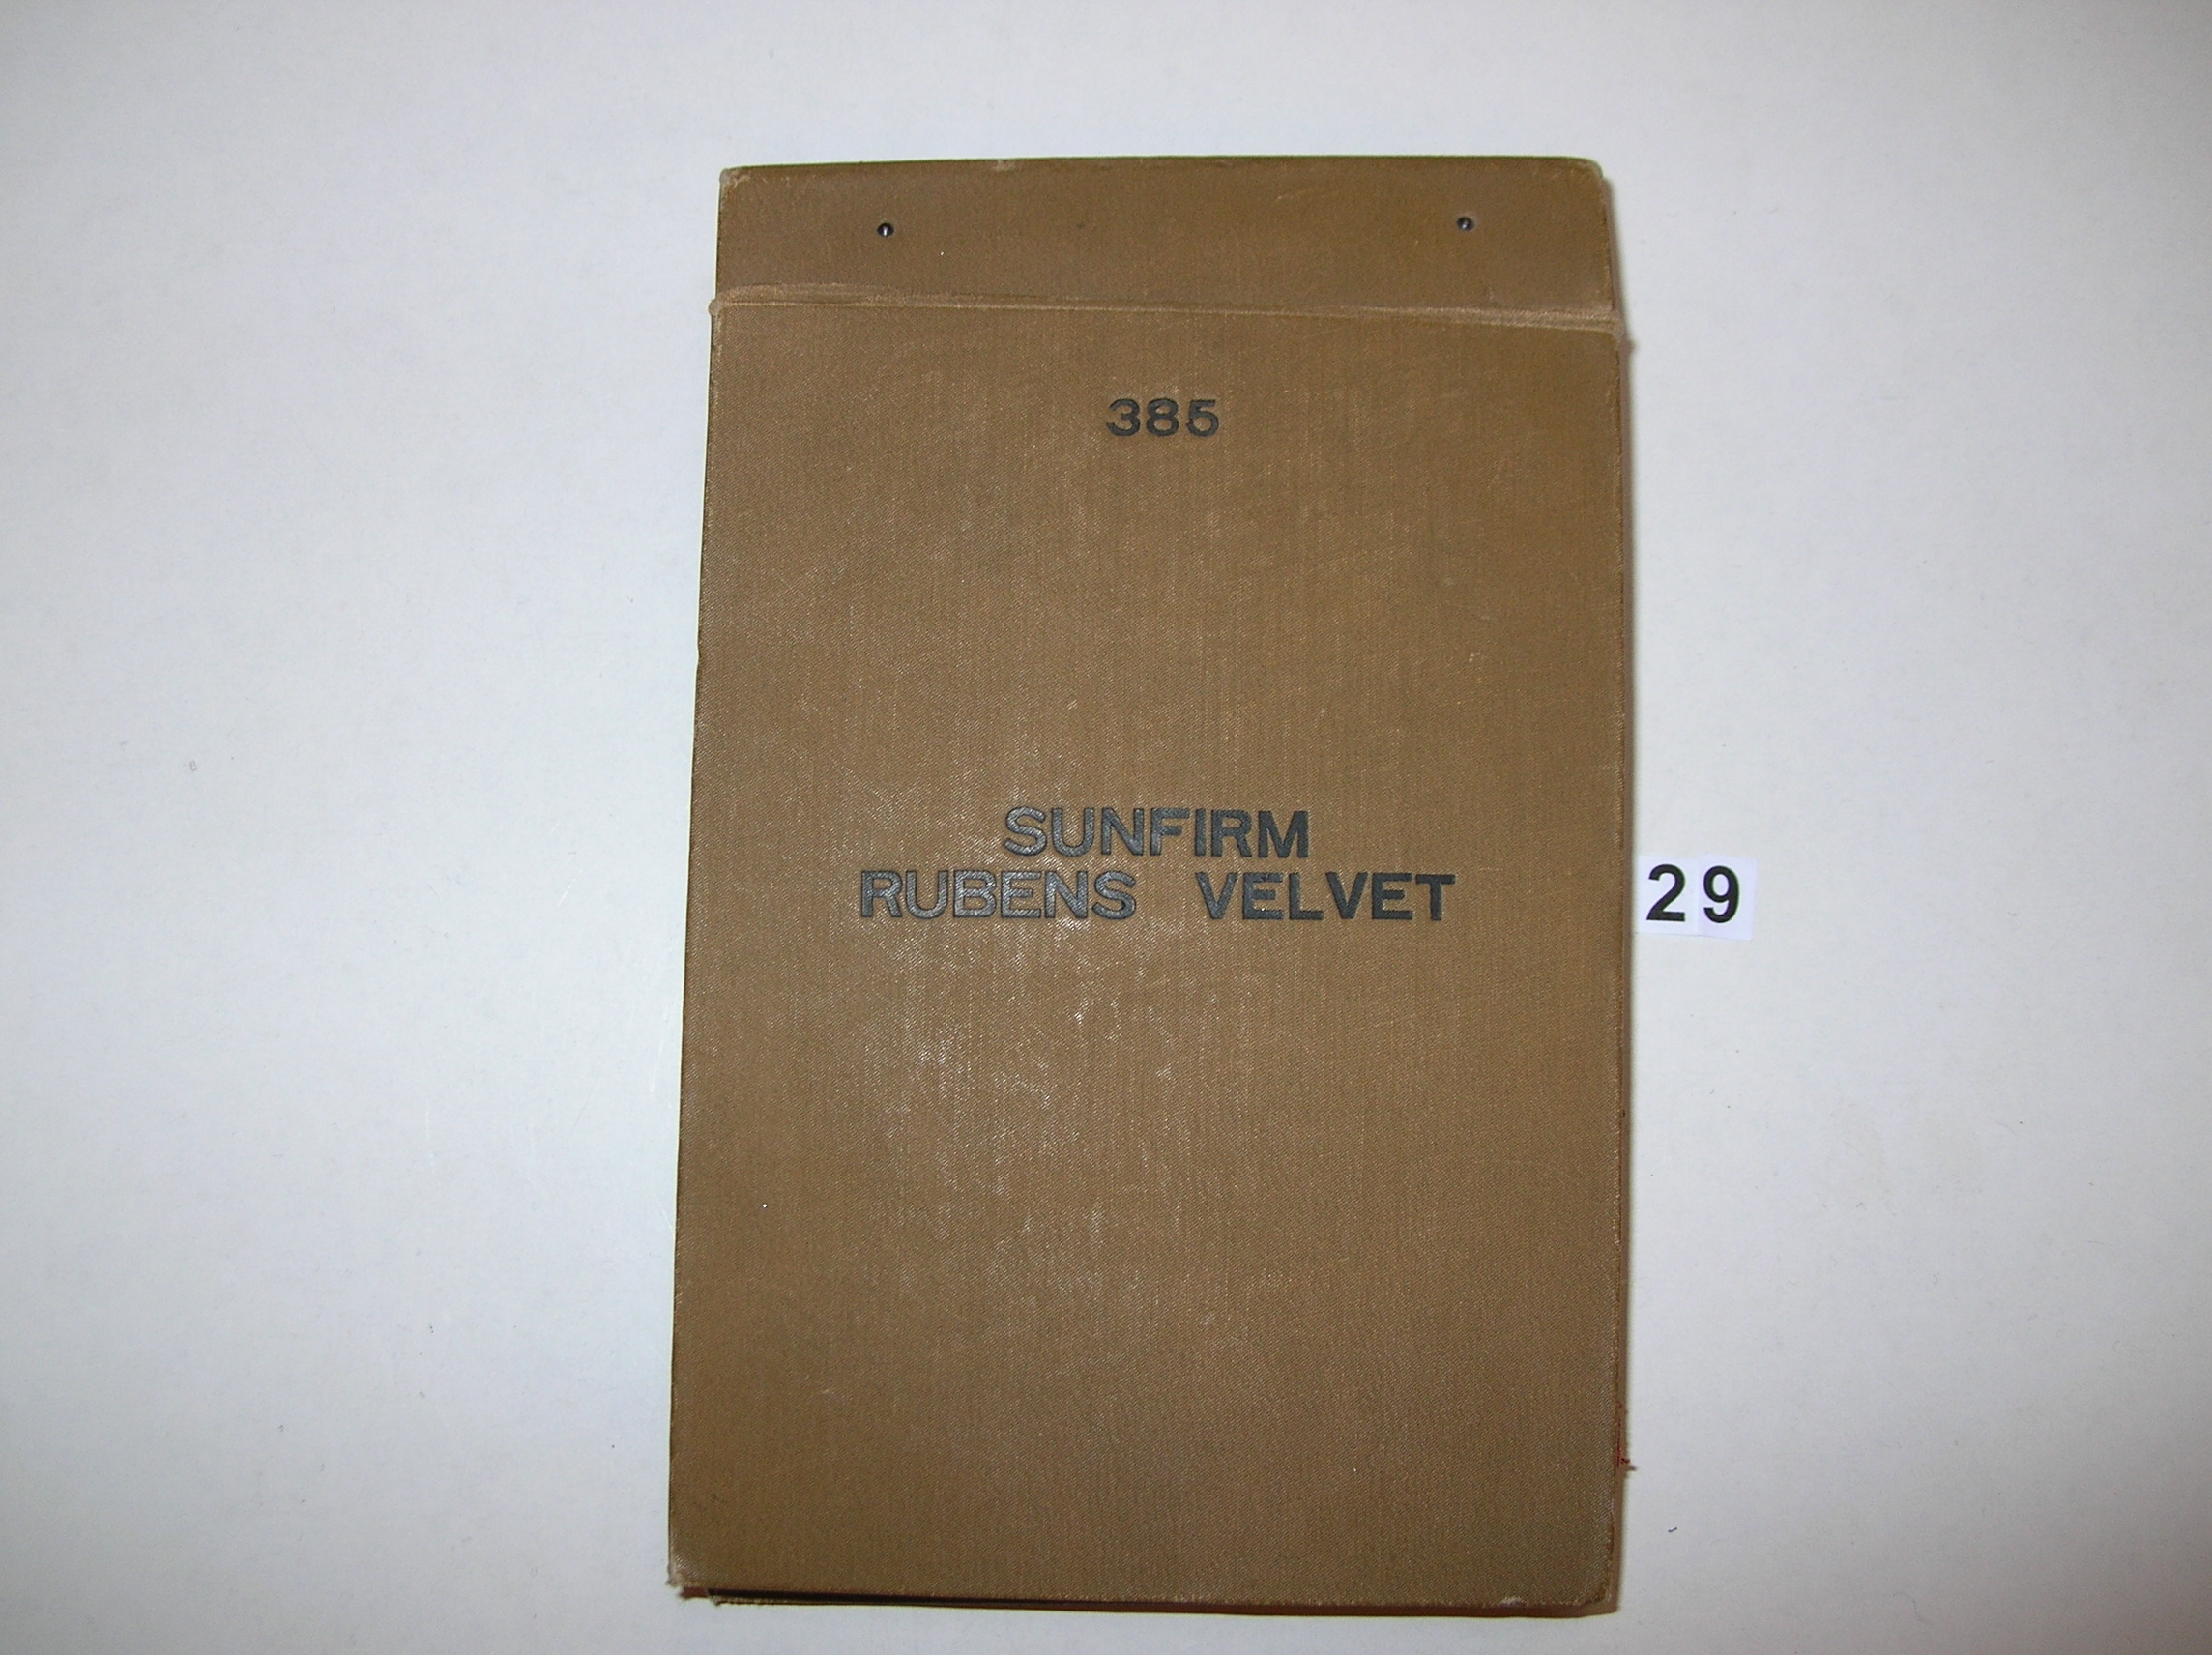 385
SUNFIRM
RUBENS VELVET
29